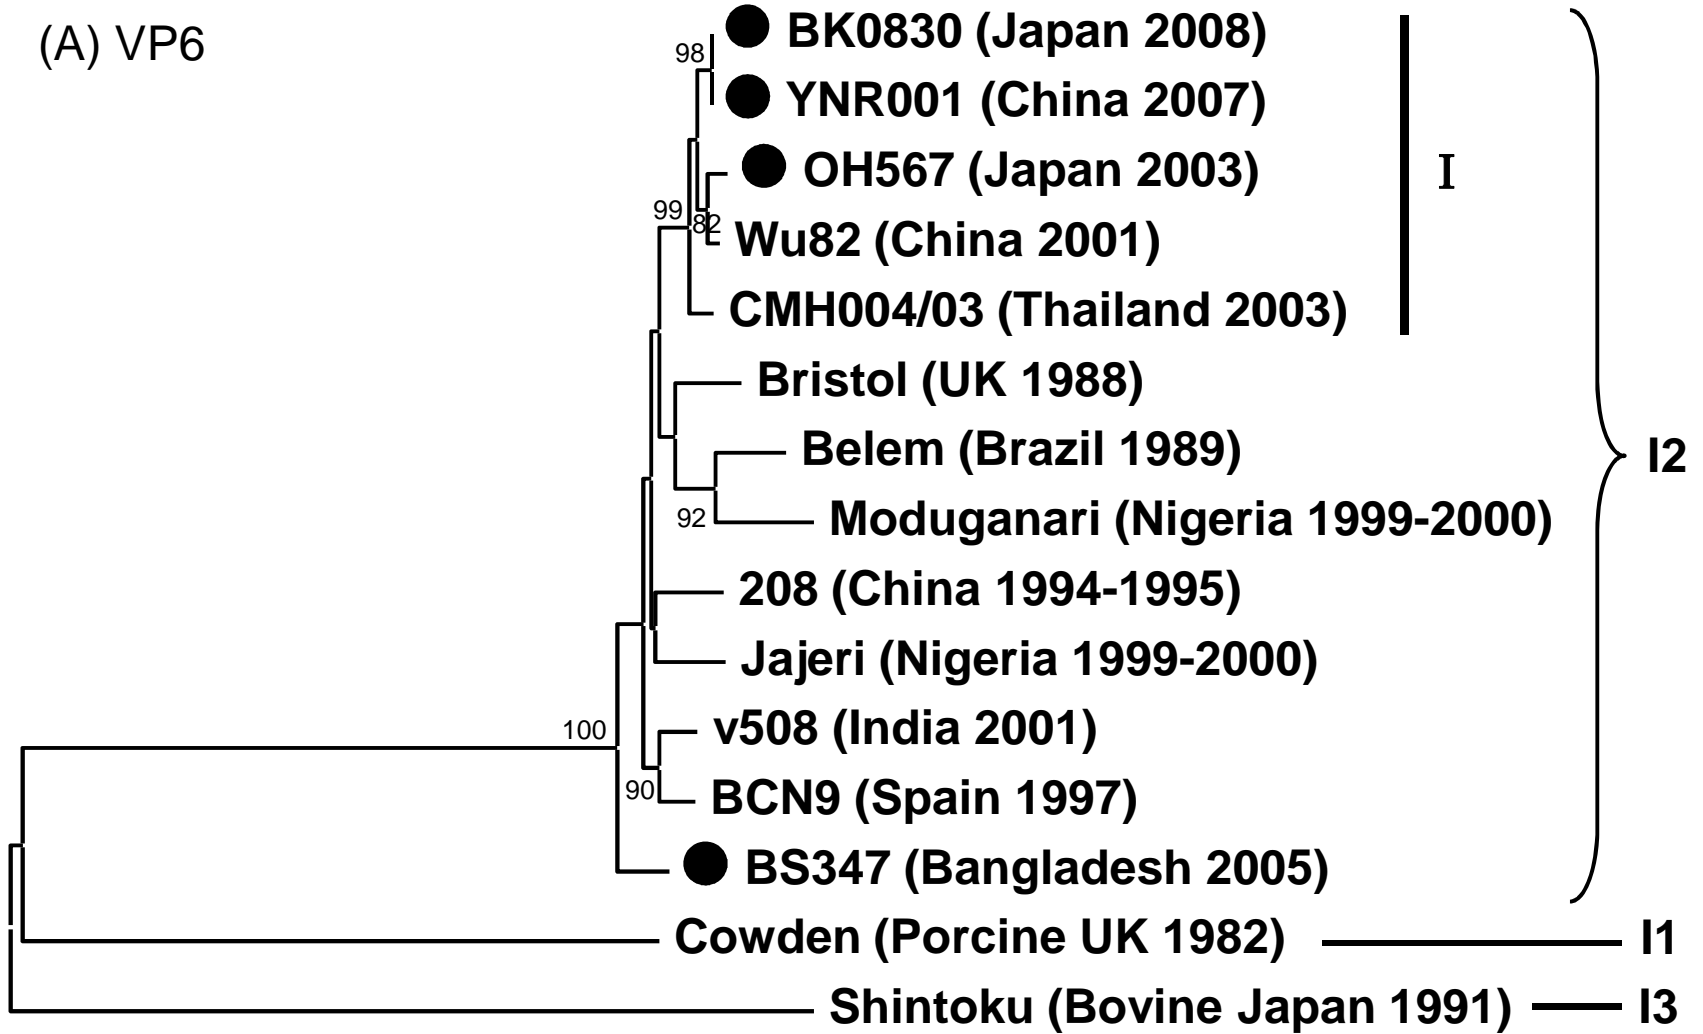 (A) VP6
BK0830 (Japan 2008)
98
YNR001 (China 2007)
OH567 (Japan 2003)
I
99
82
Wu82 (China 2001)
CMH004/03 (Thailand 2003)
Bristol (UK 1988)
Belem (Brazil 1989)
I2
92
Moduganari (Nigeria 1999-2000)
208 (China 1994-1995)
Jajeri (Nigeria 1999-2000)
100
v508 (India 2001)
90
BCN9 (Spain 1997)
BS347 (Bangladesh 2005)
Cowden (Porcine UK 1982)
I1
Shintoku (Bovine Japan 1991)
I3